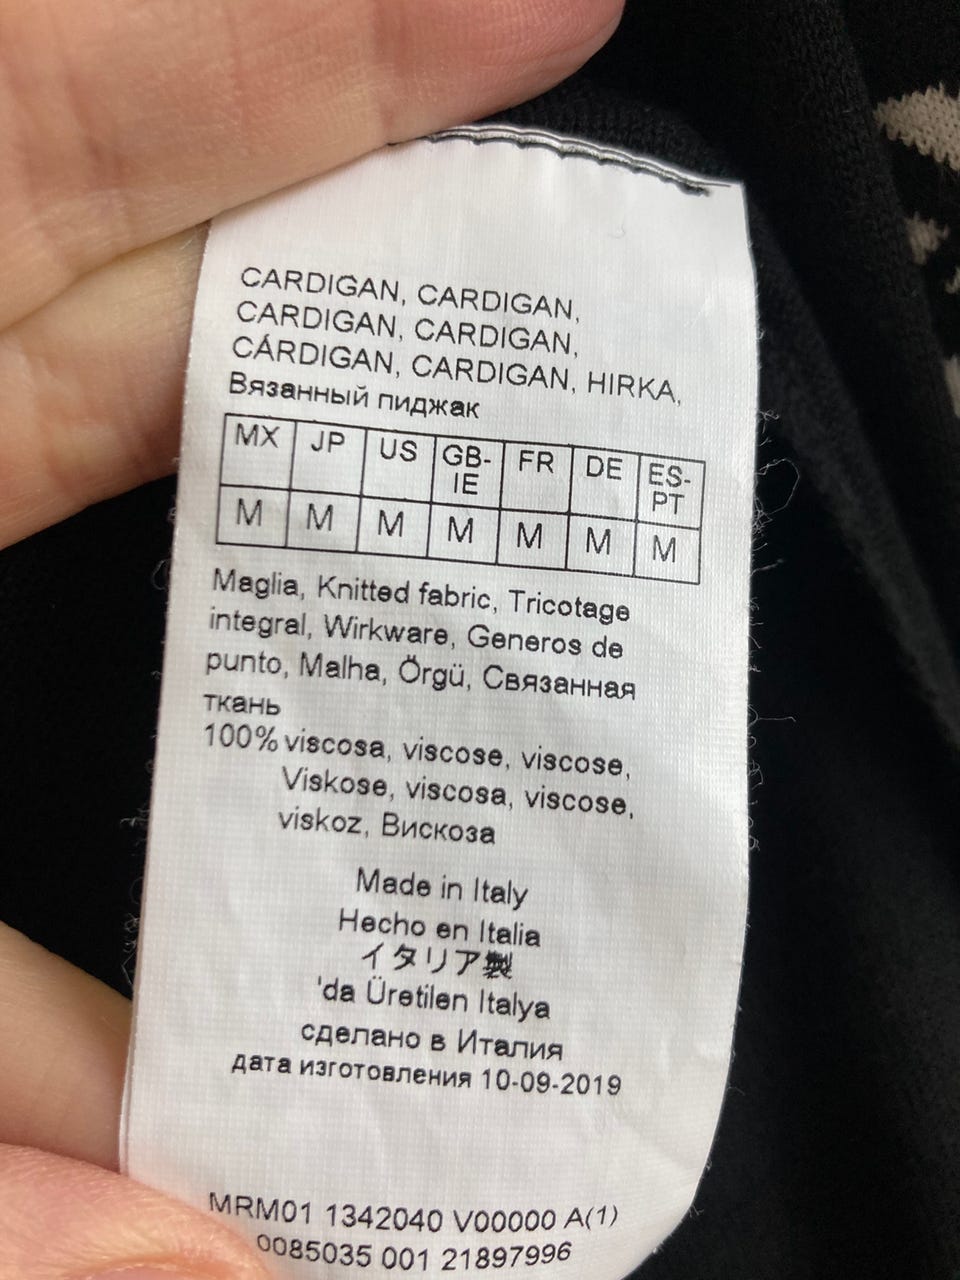 CARDIGAN, CARDIGAN,
CARDIGAN, CARDIGAN,
CÁRDIGAN, CARDIGAN, HIRKA,
Вязанный пиджак
MX JP US GB-IE FR DE ES-PT
M M M M M M M
Maglia, Knitted fabric, Tricotage
integral, Wirkware, Generos de
punto, Malha, Örgü, Связанная
ткань
100% viscosa, viscose, viscose,
Viskose, viscosa, viscose,
viskoz, Вискоза
Made in Italy
Hecho en Italia
イタリア製
'da Üretilen Italya
сделано в Италия
дата изготовления 10-09-2019
MRM01 1342040 V00000 A(1)
0085035 001 21897996